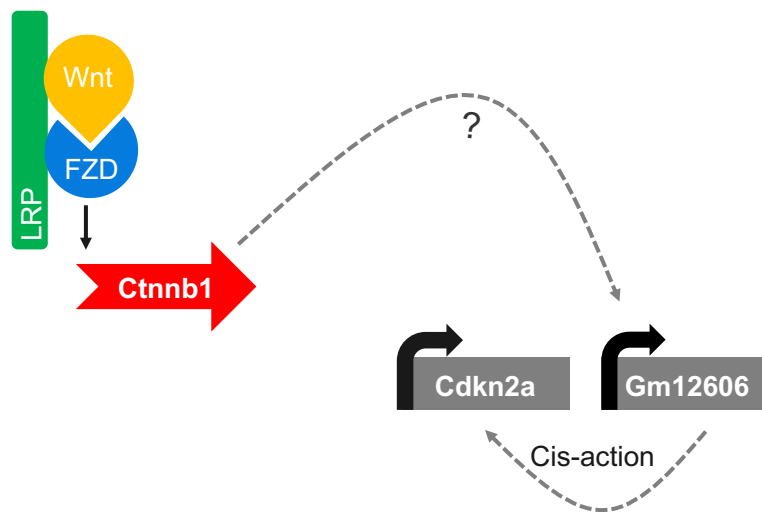 Wnt
FZD
LRP
?
Ctnnb1
Cdkn2a
Gm12606
Cis-action